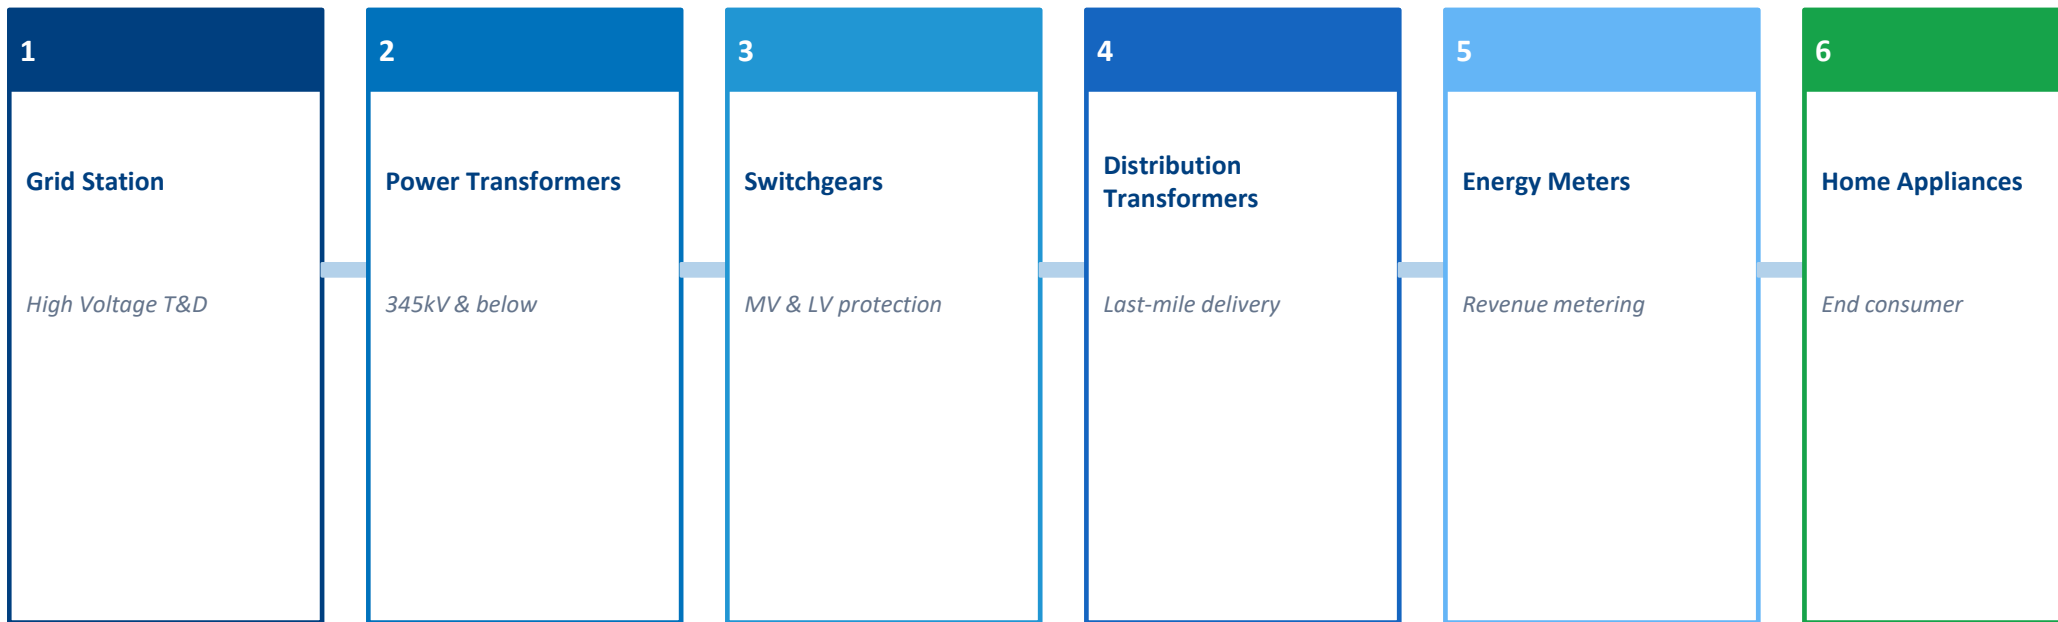 1
Grid Station
High Voltage T&D
2
Power Transformers
345kV & below
3
Switchgears
MV & LV protection
4
Distribution
Transformers
Last-mile delivery
5
Energy Meters
Revenue metering
6
Home Appliances
End consumer